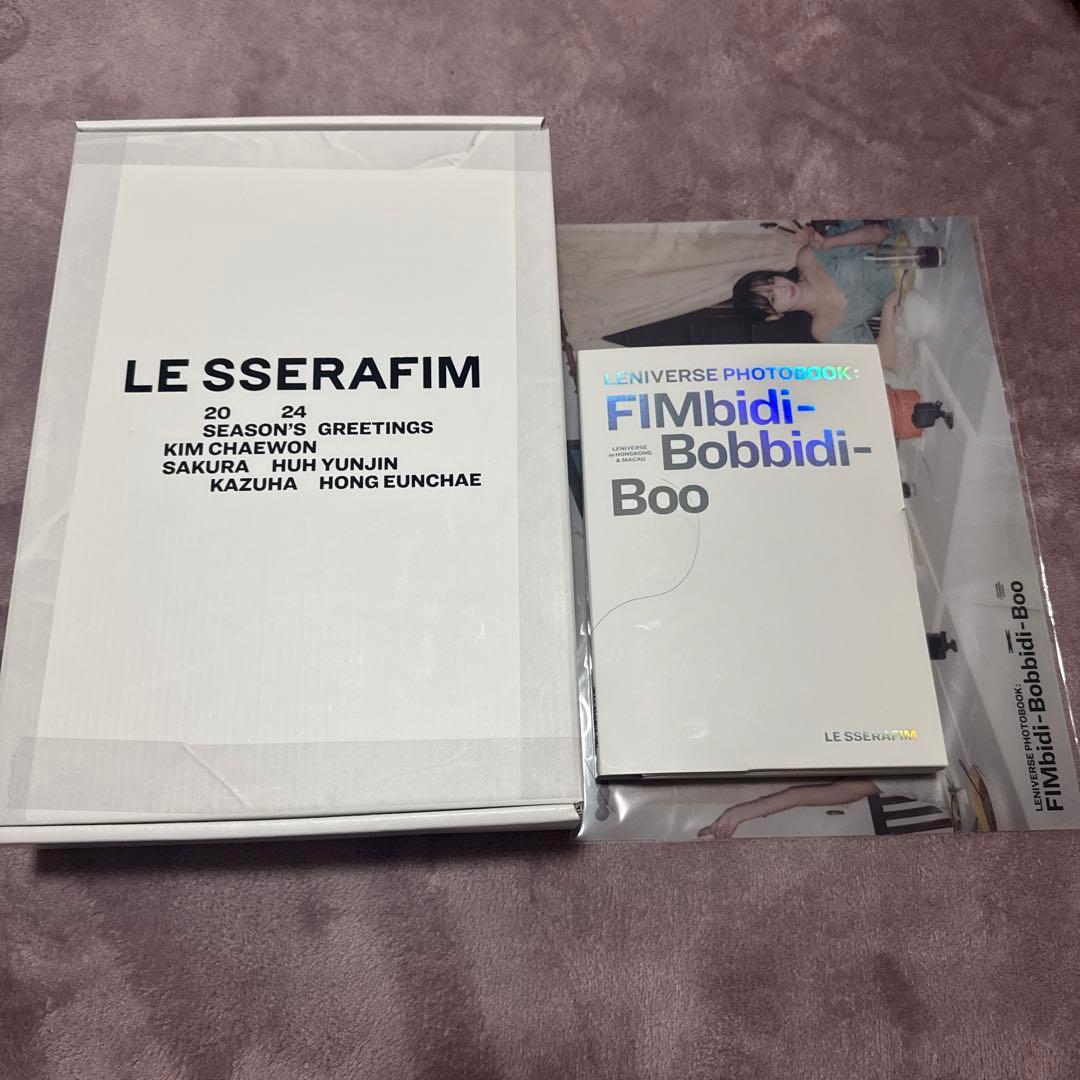 LE SSERAFIM
20 24
SEASON'S GREETINGS
KIM CHAEWON
SAKURA HUH YUNJIN
KAZUHA HONG EUNCHAE
LENIVERSE PHOTOBOOK:
FIMbidi-
LENIVERSE
in HONGKONG
& MACAU
Bobbidi-
Boo
LE SSERAFIM
LENIVERSE PHOTOBOOK:
FIMbidi-Bobbidi-Boo